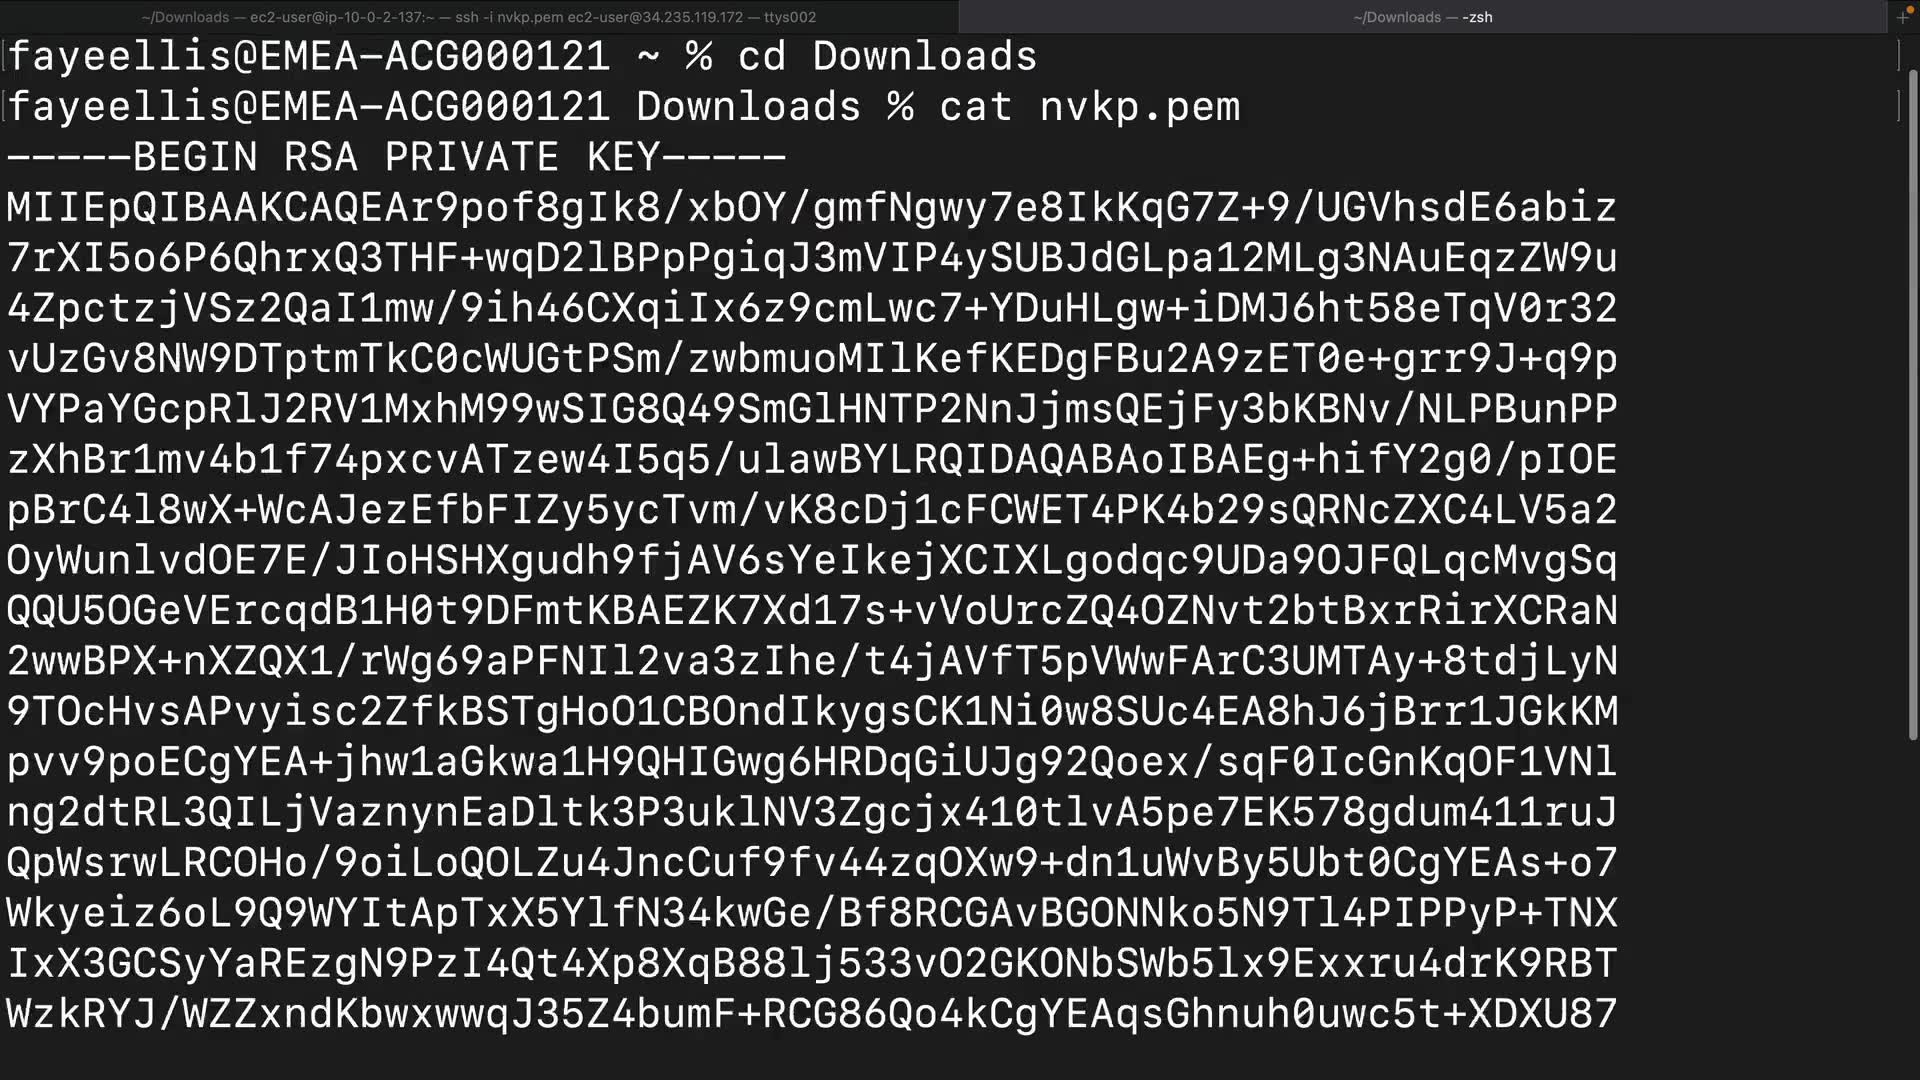 ~/Downloads — ec2-user@ip-10-0-2-137:~ — ssh -i nvkp.pem ec2-user@34.235.119.172 — ttys002
~/Downloads — -zsh
fayeellis@EMEA-ACG000121 ~ % cd Downloads
fayeellis@EMEA-ACG000121 Downloads % cat nvkp.pem
-----BEGIN RSA PRIVATE KEY-----
MIIEpQIBAAKCAQEAr9pof8gIk8/xbOY/gmfNgwy7e8IkKqG7Z+9/UGVhsdE6abiz
7rXI5o6P6QhrxQ3THF+wqD2lBPpPgiqJ3mVIP4ySUBJdGLpa12MLg3NAuEqzZW9u
4ZpctzjVSz2QaI1mw/9ih46CXqiIx6z9cmLwc7+YDuHLgw+iDMJ6ht58eTqV0r32
vUzGv8NW9DTptmTkC0cWUGtPSm/zwbmuoMIlKefKEDgFBu2A9zET0e+grr9J+q9p
VYPaYGcpRlJ2RV1MxhM99wSIG8Q49SmGlHNTP2NnJjmsQEjFy3bKBNv/NLPBunPP
zXhBr1mv4b1f74pxcvATzew4I5q5/ulawBYLRQIDAQABAoIBAEg+hifY2g0/pIOE
pBrC4l8wX+WcAJezEfbFIZy5ycTvm/vK8cDj1cFCWET4PK4b29sQRNcZXC4LV5a2
OyWunlvdOE7E/JIoHSHXgudh9fjAV6sYeIkejXCIXLgodqc9UDa9OJFQLqcMvgSq
QQU5OGeVErcqdB1H0t9DFmtKBAEZK7Xd17s+vVoUrcZQ4OZNvt2btBxrRirXCRaN
2wwBPX+nXZQX1/rWg69aPFNIl2va3zIhe/t4jAVfT5pVWwFArC3UMTAy+8tdjLyN
9TOcHvsAPvyisc2ZfkBSTgHoO1CBOndIkygsCK1Ni0w8SUc4EA8hJ6jBrr1JGkKM
pvv9poECgYEA+jhw1aGkwa1H9QHIGwg6HRDqGiUJg92Qoex/sqF0IcGnKqOF1VNl
ng2dtRL3QILjVaznynEaDltk3P3uklNV3Zgcjx410tlvA5pe7EK578gdum411ruJ
QpWsrwLRCOHo/9oiLoQOLZu4JncCuf9fv44zqOXw9+dn1uWvBy5Ubt0CgYEAs+o7
Wkyeiz6oL9Q9WYItApTxX5YlfN34kwGe/Bf8RCGAvBGONNko5N9Tl4PIPPyP+TNX
IxX3GCSyYaREzgN9PzI4Qt4Xp8XqB88lj533vO2GKONbSWb5lx9Exxru4drK9RBT
WzkRYJ/WZZxndKbwxwwqJ35Z4bumF+RCG86Qo4kCgYEAqsGhnuh0uwc5t+XDXU87